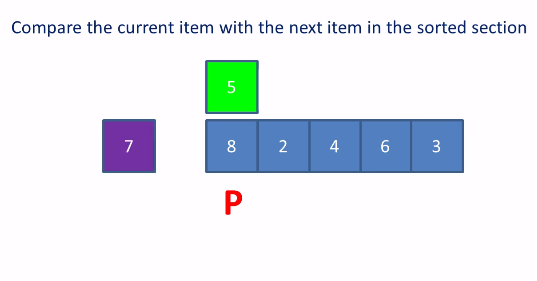 Compare the current item with the next item in the sorted section
5
7 8 2 4 6 3
P